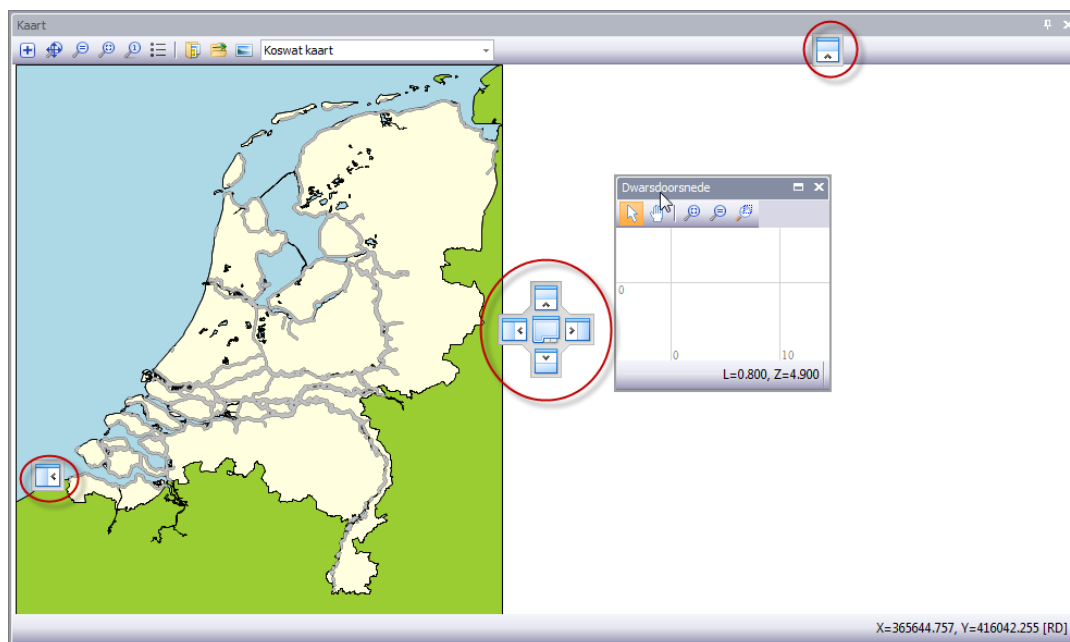 Kaart
Koswat kaart
Dwarsdoorsnede
0
0 10
L=0.800, Z=4.900
X=365644.757, Y=416042.255 [RD]